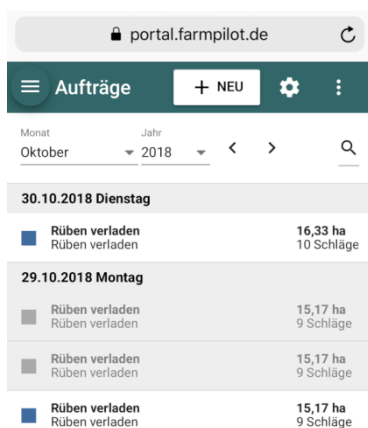 portal.farmpilot.de
Aufträge + NEU
Monat Jahr
Oktober 2018
30.10.2018 Dienstag
Rüben verladen 16,33 ha
Rüben verladen 10 Schläge
29.10.2018 Montag
Rüben verladen 15,17 ha
Rüben verladen 9 Schläge
Rüben verladen 15,17 ha
Rüben verladen 9 Schläge
Rüben verladen 15,17 ha
Rüben verladen 9 Schläge